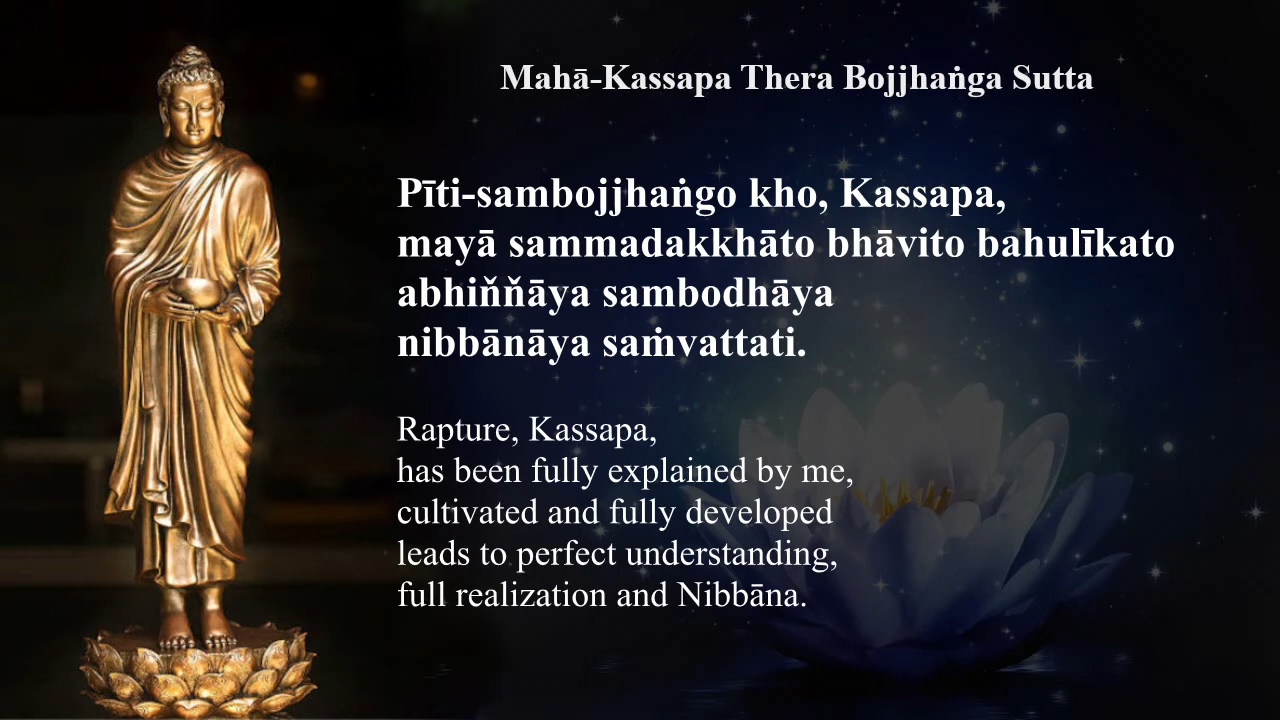 Mahā-Kassapa Thera Bojjhaṅga Sutta
Pīti-sambojjhaṅgo kho, Kassapa,
mayā sammadakkhāto bhāvito bahulīkato
abhiňňāya sambodhāya
nibbānāya saṁvattati.
Rapture, Kassapa,
has been fully explained by me,
cultivated and fully developed
leads to perfect understanding,
full realization and Nibbāna.